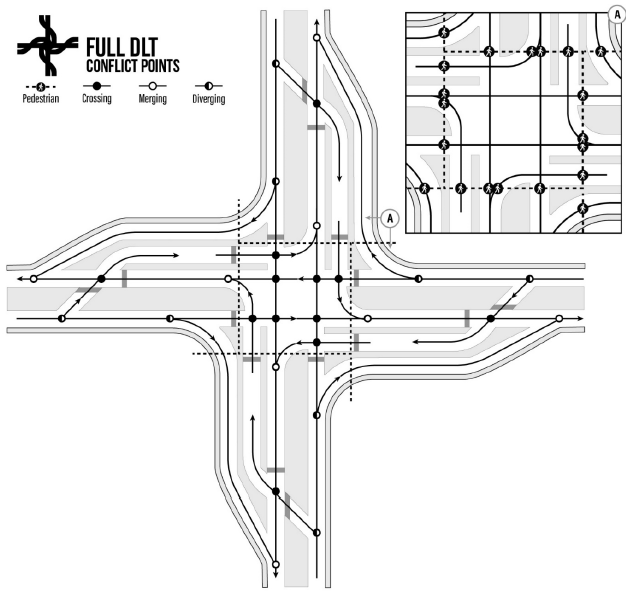 FULL DLT
CONFLICT POINTS
Pedestrian Crossing Merging Diverging
A
A